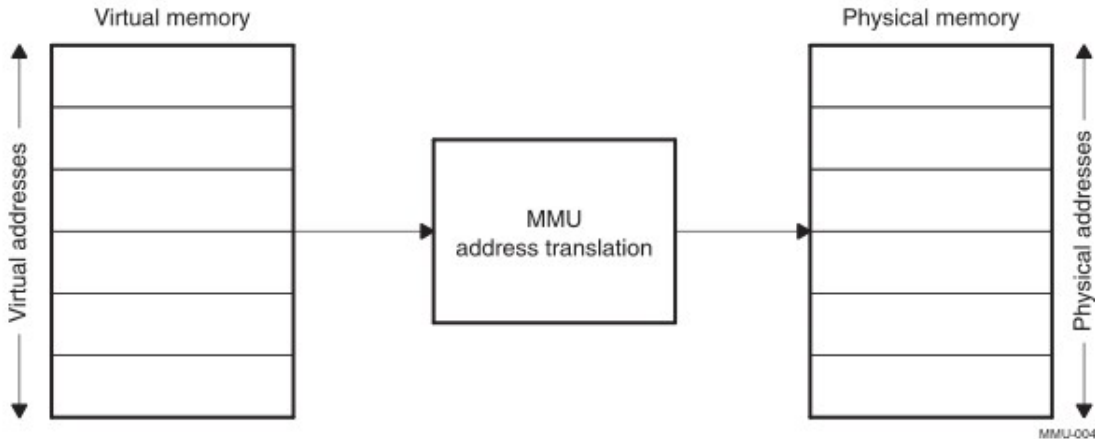 Virtual memory
Physical memory
Virtual addresses
MMU
address translation
Physical addresses
MMU-004